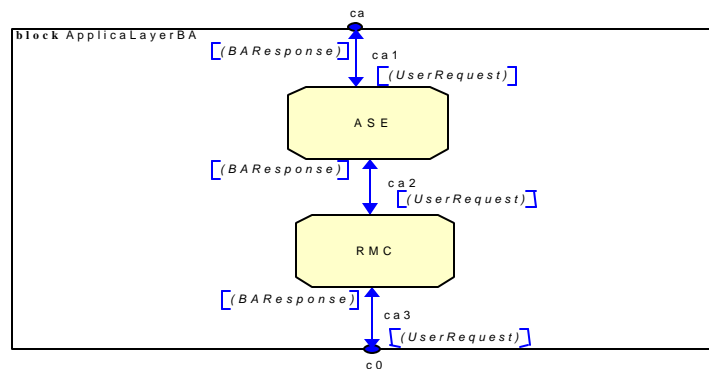 ca
block ApplicaLayerBA
[(BAResponse)]
ca1
[(UserRequest)]
ASE
[(BAResponse)]
ca2
[(UserRequest)]
RMC
[(BAResponse)]
ca3
[(UserRequest)]
c0